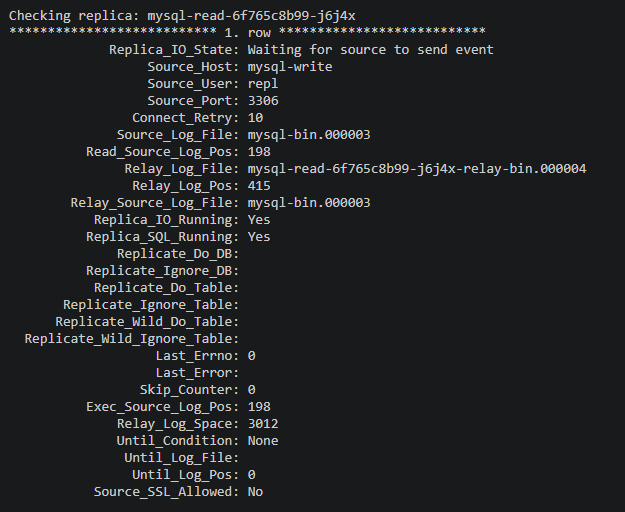 Checking replica: mysql-read-6f765c8b99-j6j4x
*************************** 1. row ***************************
Replica_IO_State: Waiting for source to send event
Source_Host: mysql-write
Source_User: repl
Source_Port: 3306
Connect_Retry: 10
Source_Log_File: mysql-bin.000003
Read_Source_Log_Pos: 198
Relay_Log_File: mysql-read-6f765c8b99-j6j4x-relay-bin.000004
Relay_Log_Pos: 415
Relay_Source_Log_File: mysql-bin.000003
Replica_IO_Running: Yes
Replica_SQL_Running: Yes
Replicate_Do_DB:
Replicate_Ignore_DB:
Replicate_Do_Table:
Replicate_Ignore_Table:
Replicate_Wild_Do_Table:
Replicate_Wild_Ignore_Table:
Last_Errno: 0
Last_Error:
Skip_Counter: 0
Exec_Source_Log_Pos: 198
Relay_Log_Space: 3012
Until_Condition: None
Until_Log_File:
Until_Log_Pos: 0
Source_SSL_Allowed: No